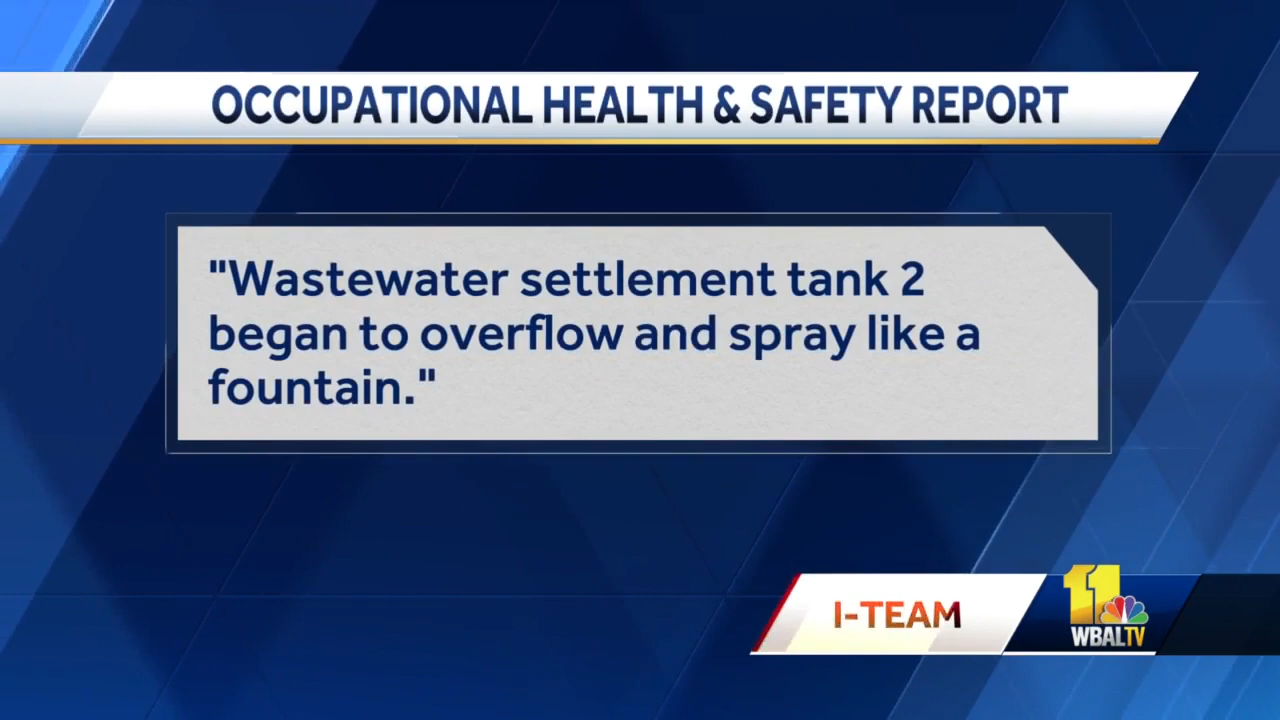 OCCUPATIONAL HEALTH & SAFETY REPORT
"Wastewater settlement tank 2
began to overflow and spray like a
fountain."
I-TEAM
11
WBALTV